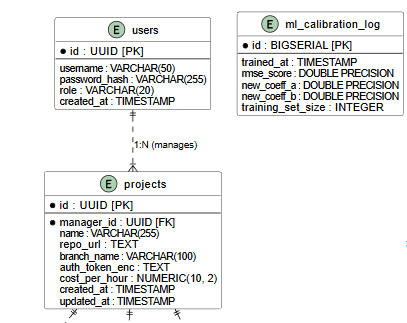 E users
id : UUID [PK]
username : VARCHAR(50)
password_hash : VARCHAR(255)
role : VARCHAR(20)
created_at : TIMESTAMP
E ml_calibration_log
id : BIGSERIAL [PK]
trained_at : TIMESTAMP
rmse_score : DOUBLE PRECISION
new_coeff_a : DOUBLE PRECISION
new_coeff_b : DOUBLE PRECISION
training_set_size : INTEGER
1:N (manages)
E projects
id : UUID [PK]
manager_id : UUID [FK]
name : VARCHAR(255)
repo_url : TEXT
branch_name : VARCHAR(100)
auth_token_enc : TEXT
cost_per_hour : NUMERIC(10, 2)
created_at : TIMESTAMP
updated_at : TIMESTAMP